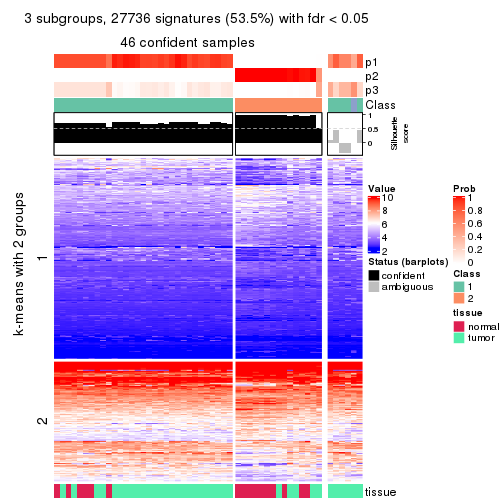 3 subgroups, 27736 signatures (53.5%) with fdr < 0.05
46 confident samples
p1
p2
p3
Class
1
0.5
0
Silhouette
score
k-means with 2 groups
1
2
tissue
Value
10
8
6
4
2
Status (barplots)
confident
ambiguous
Prob
1
0.8
0.6
0.4
0.2
0
Class
1
2
tissue
normal
tumor